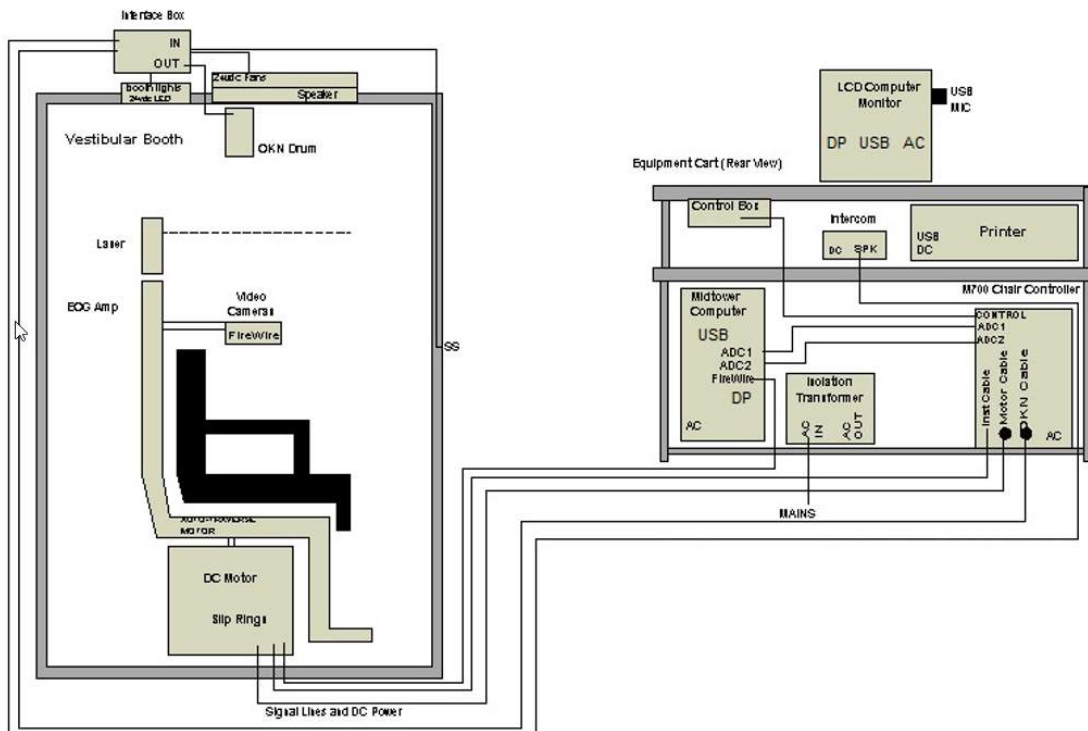 Interface Box
IN
OUT
booth lights
24vdc LED
24vdc Fans
Speaker
Vestibular Booth
OKN Drum
Laser
EOG Amp
Video
Cameras
FireWire
SS
AUTO-TRAVERSE
MOTOR
DC Motor
Slip Rings
Signal Lines and DC Power
LCD Computer
Monitor
DP USB AC
USB
MIC
Equipment Cart (Rear View)
Control Box
Intercom
DC SPK
Printer
USB
DC
M700 Chair Controller
Midtower
Computer
USB
ADC1
ADC2
FireWire
DP
AC
Isolation
Transformer
AC IN
AC OUT
MAINS
CONTROL
ADC1
ADC2
Inst Cable
Motor Cable
OKN Cable
AC